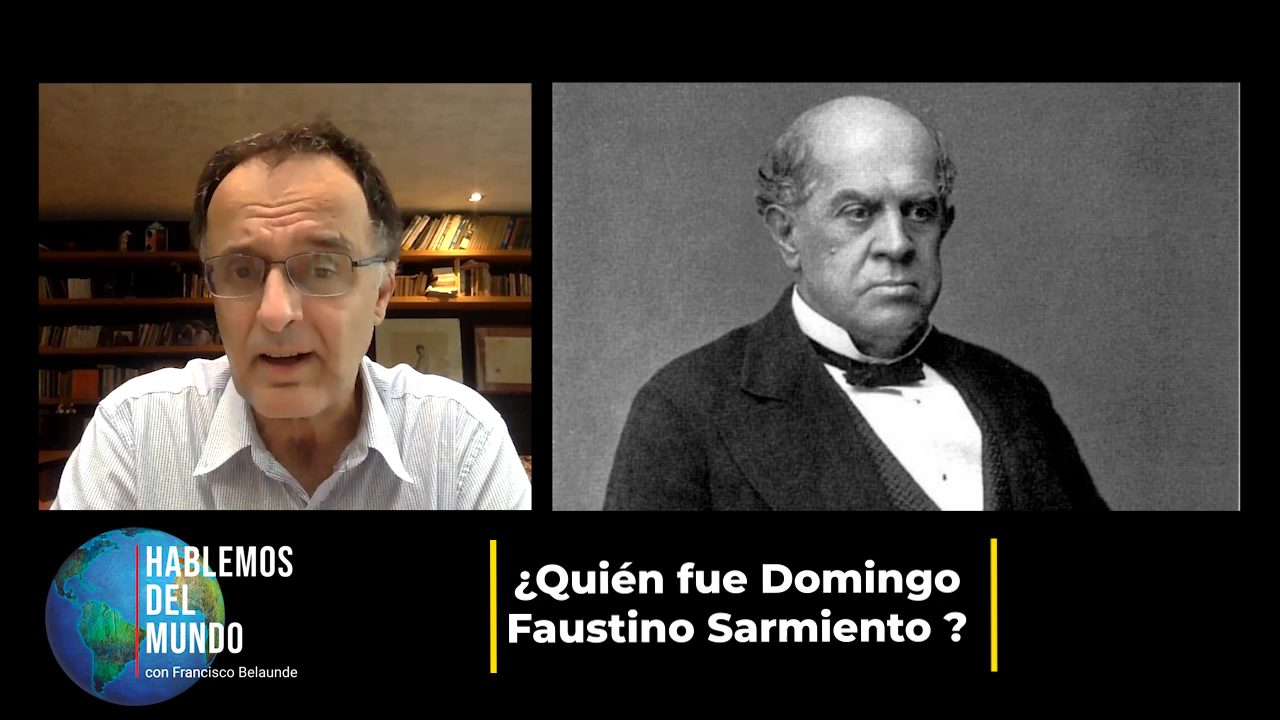 HABLEMOS
DEL
MUNDO
con Francisco Belaunde
¿Quién fue Domingo
Faustino Sarmiento ?